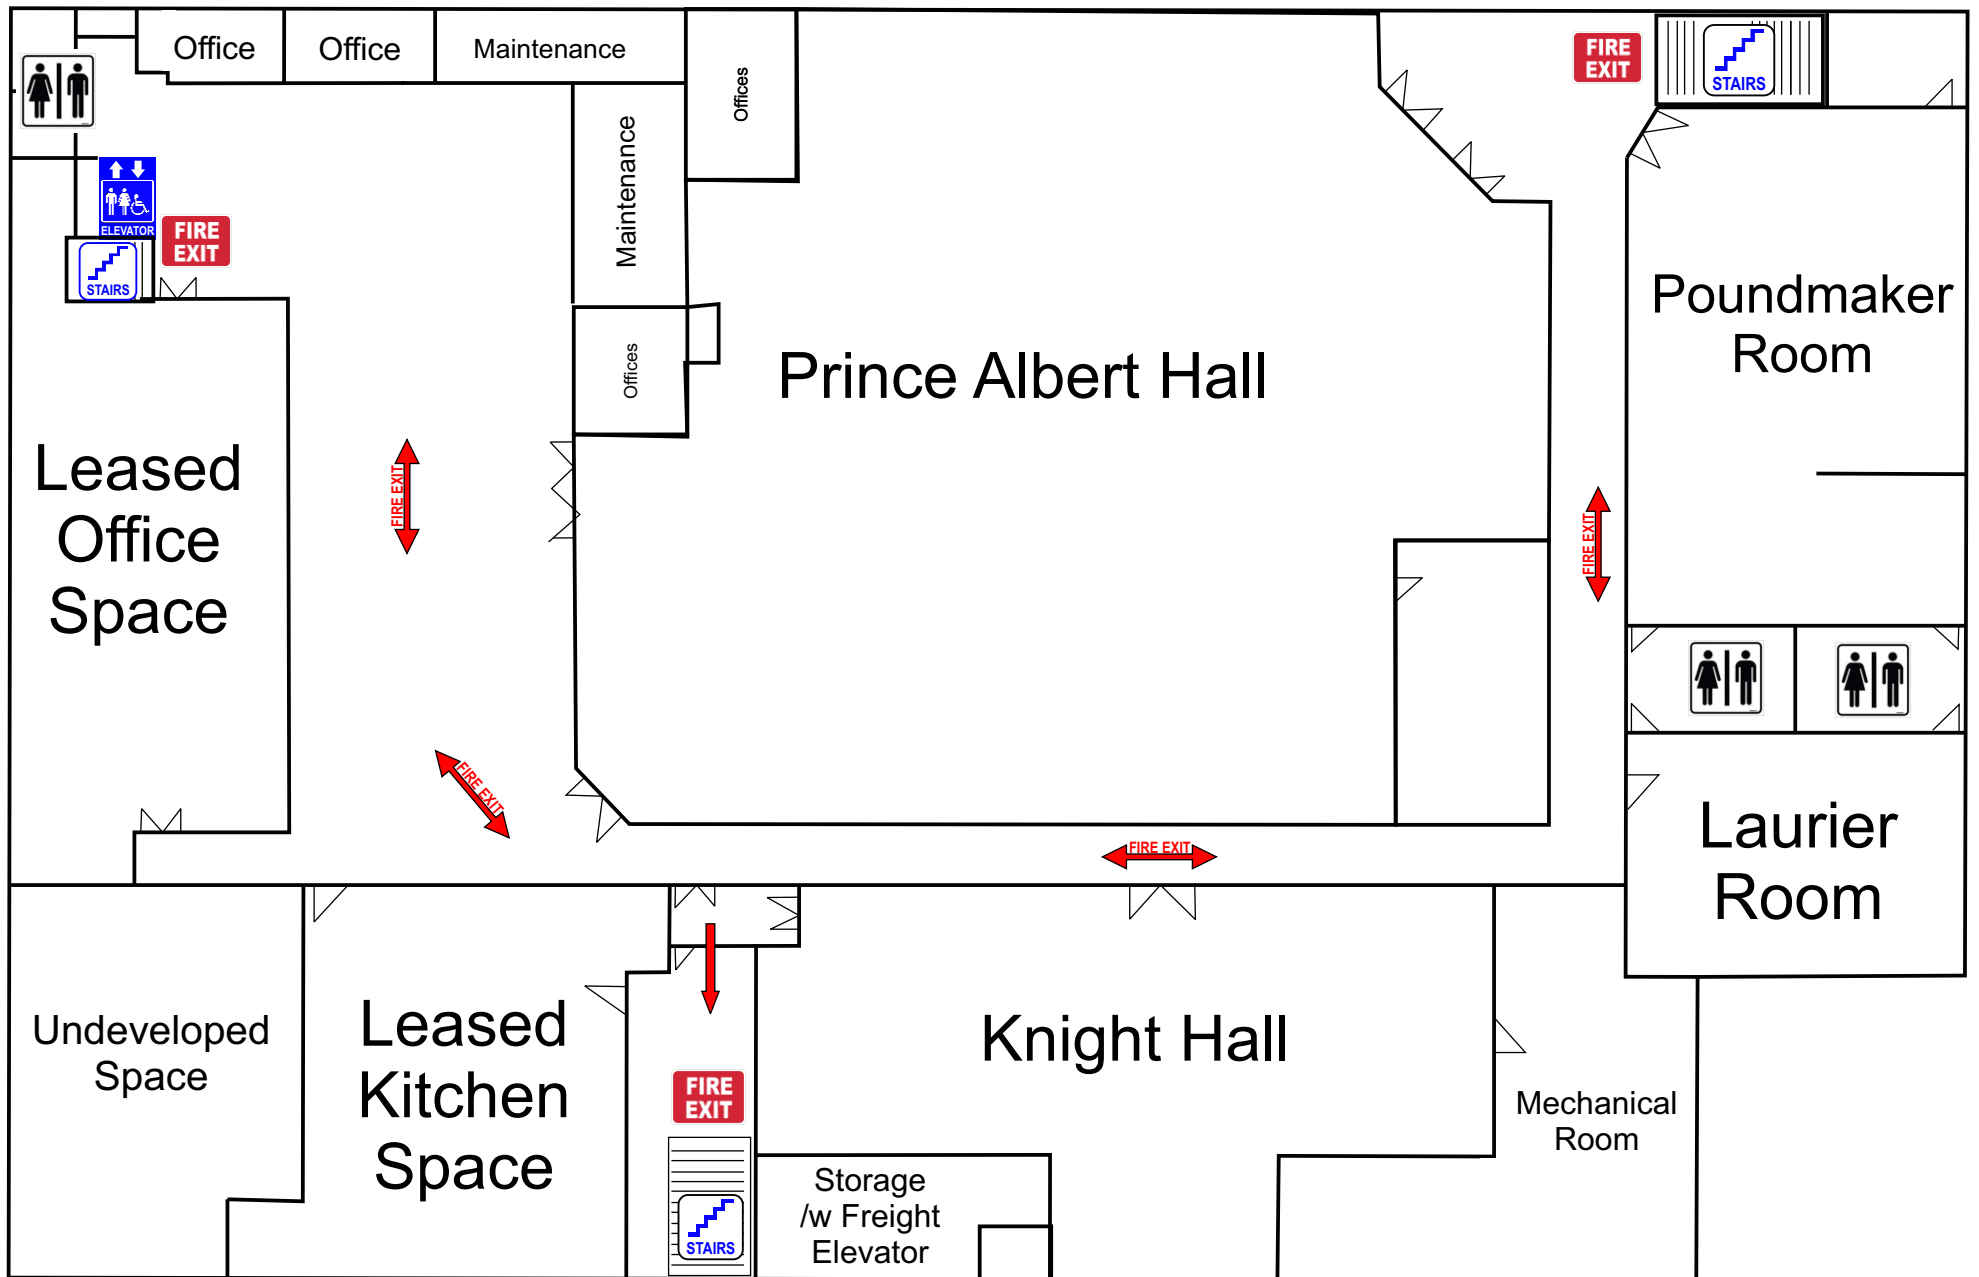 Office
Office
Maintenance
Offices
FIRE
EXIT
STAIRS
Maintenance
ELEVATOR
FIRE
EXIT
STAIRS
Offices
Prince Albert Hall
Poundmaker
Room
Leased
Office
Space
FIRE EXIT
FIRE EXIT
FIRE EXIT
FIRE EXIT
Laurier
Room
Undeveloped
Space
Leased
Kitchen
Space
FIRE
EXIT
STAIRS
Knight Hall
Storage
/w Freight
Elevator
Mechanical
Room